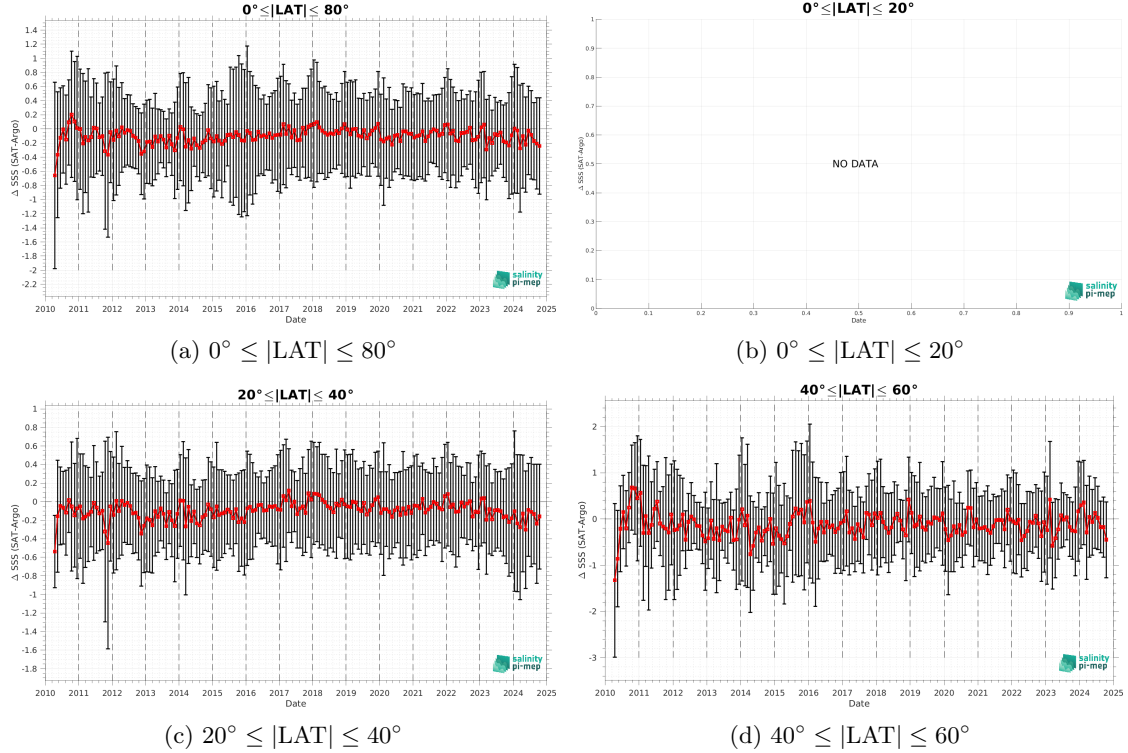 0°≤|LAT|≤ 80°
Δ SSS (SAT-Argo)
1.4
1.2
1
0.8
0.6
0.4
0.2
0
-0.2
-0.4
-0.6
-0.8
-1
-1.2
-1.4
-1.6
-1.8
-2
-2.2
2010 2011 2012 2013 2014 2015 2016 2017 2018 2019 2020 2021 2022 2023 2024 2025
Date
salinity
pi-mep
(a) 0° ≤ |LAT| ≤ 80°
0°≤|LAT|≤ 20°
Δ SSS (SAT-Argo)
1
0.9
0.8
0.7
0.6
0.5
0.4
0.3
0.2
0.1
0
NO DATA
0 0.1 0.2 0.3 0.4 0.5 0.6 0.7 0.8 0.9 1
Date
salinity
pi-mep
(b) 0° ≤ |LAT| ≤ 20°
20°≤|LAT|≤ 40°
Δ SSS (SAT-Argo)
1
0.8
0.6
0.4
0.2
0
-0.2
-0.4
-0.6
-0.8
-1
-1.2
-1.4
-1.6
-1.8
2010 2011 2012 2013 2014 2015 2016 2017 2018 2019 2020 2021 2022 2023 2024 2025
Date
salinity
pi-mep
(c) 20° ≤ |LAT| ≤ 40°
40°≤|LAT|≤ 60°
Δ SSS (SAT-Argo)
2
1
0
-1
-2
-3
2010 2011 2012 2013 2014 2015 2016 2017 2018 2019 2020 2021 2022 2023 2024 2025
Date
salinity
pi-mep
(d) 40° ≤ |LAT| ≤ 60°